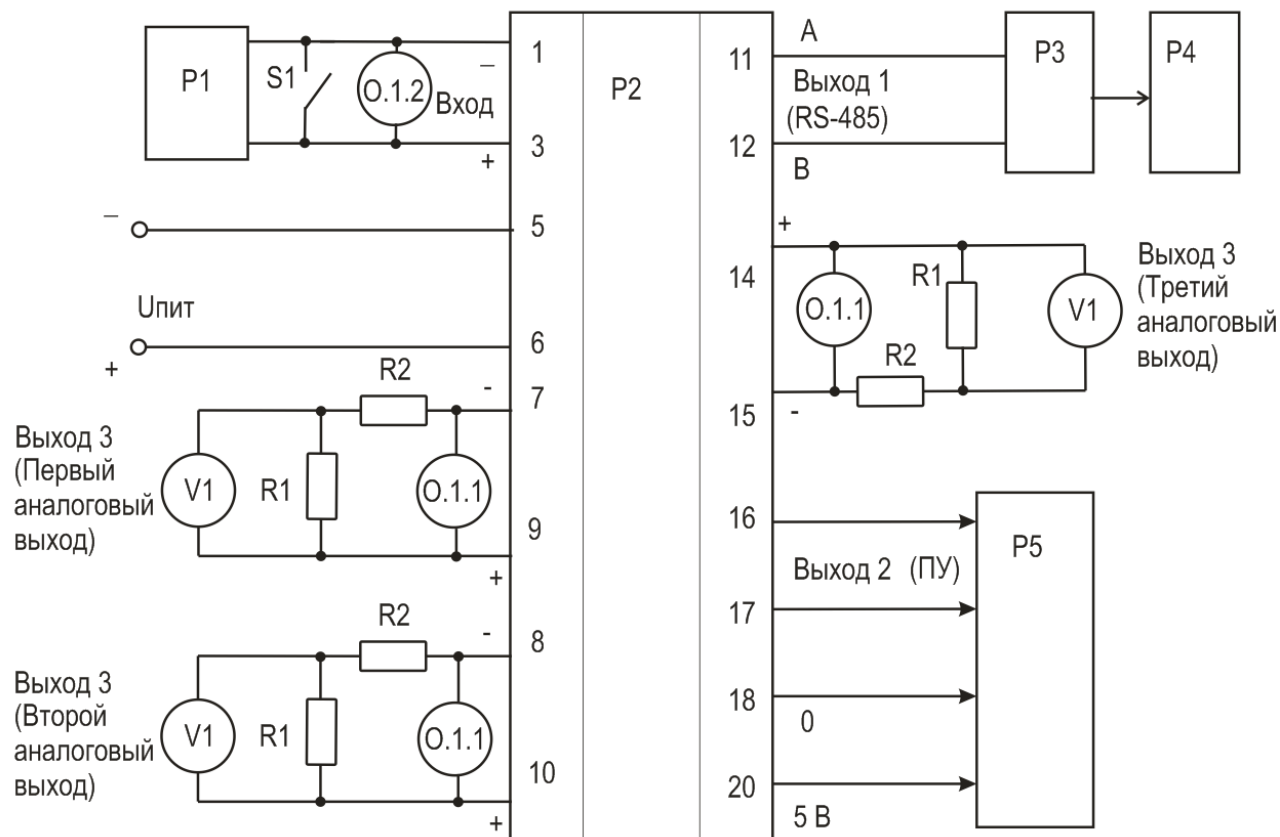 P1
S1
O.1.2
–
Вход
+
1
3
P2
11
12
A
Выход 1
(RS-485)
B
P3
P4
–
5
Uпит
+
6
R2
-
7
Выход 3
(Первый
аналоговый
выход)
V1
R1
O.1.1
9
+
R2
-
8
Выход 3
(Второй
аналоговый
выход)
V1
R1
O.1.1
10
+
+
14
O.1.1
R1
R2
V1
15
-
Выход 3
(Третий
аналоговый
выход)
16
Выход 2 (ПУ)
17
18
0
20
5 В
P5